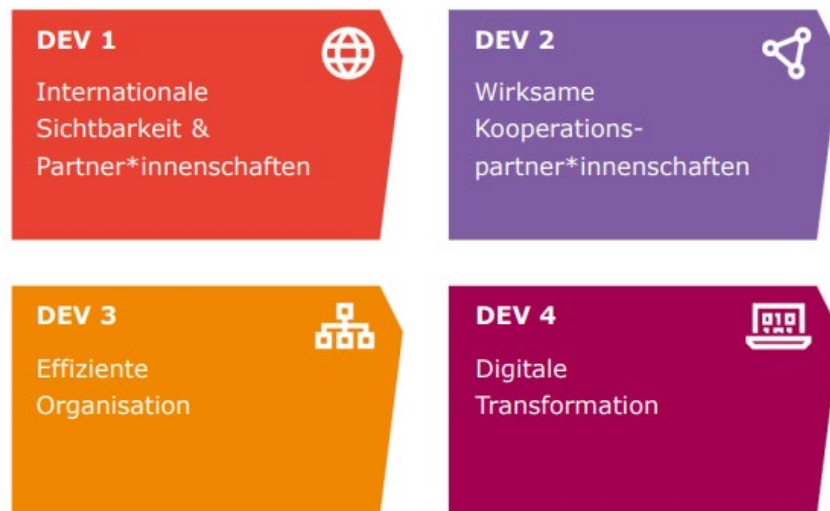 DEV 1
Internationale
Sichtbarkeit &
Partner*innenschaften
DEV 2
Wirksame
Kooperations-
partner*innenschaften
DEV 3
Effiziente
Organisation
DEV 4
010
Digitale
Transformation